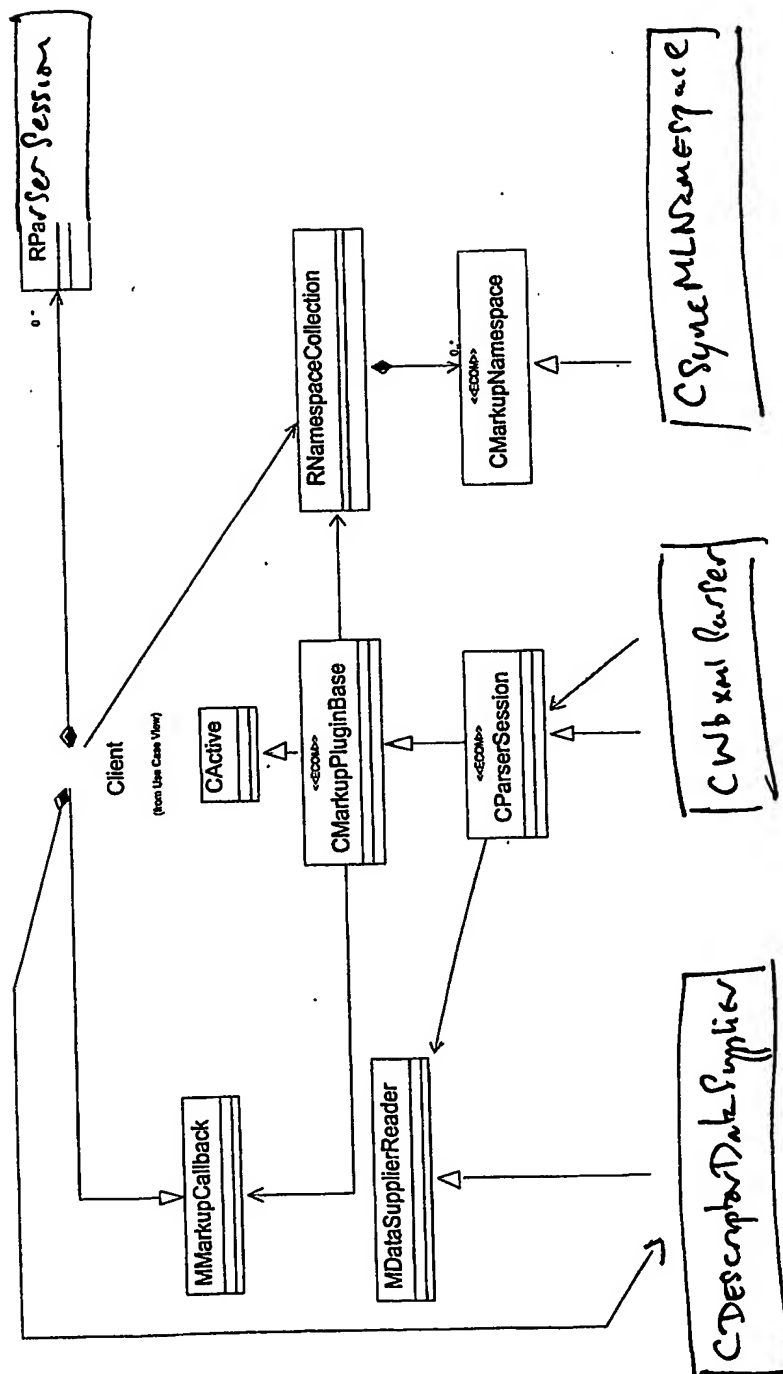 RParserSession
0..*
Client
(from Use Case View)
CActive
MMarkupCallback
<<ECOM>>
CMarkupPluginBase
RNamespaceCollection
0..*
MDataSupplierReader
<<ECOM>>
CParserSession
<<ECOM>>
CMarkupNamespace
CDescriptorDataSupplier
CWbxmlParser
CSyncMLNamespace